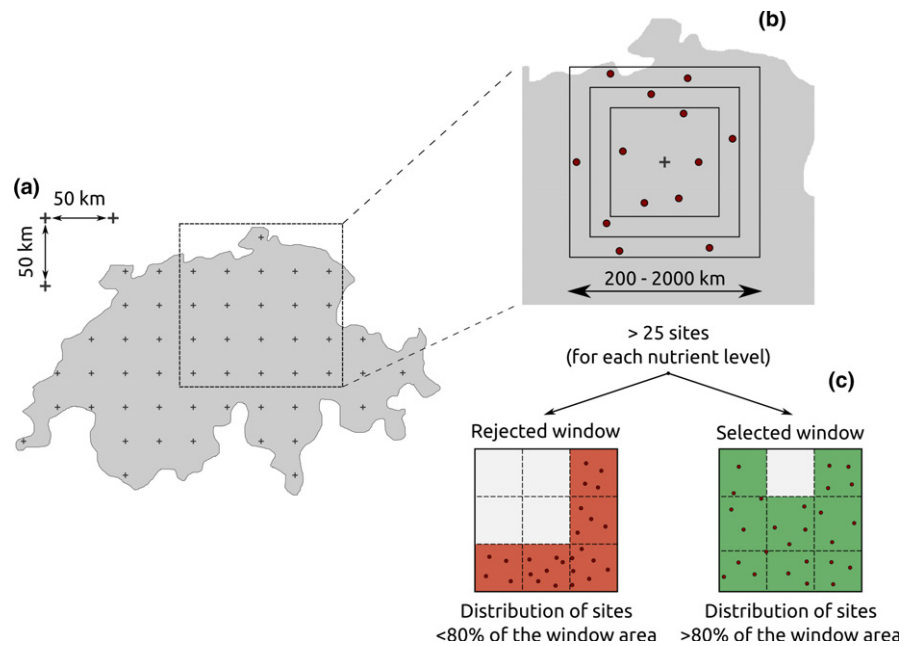 (a)
50 km
50 km
(b)
200 - 2000 km
> 25 sites
(for each nutrient level)
(c)
Rejected window
Selected window
Distribution of sites
<80% of the window area
Distribution of sites
>80% of the window area